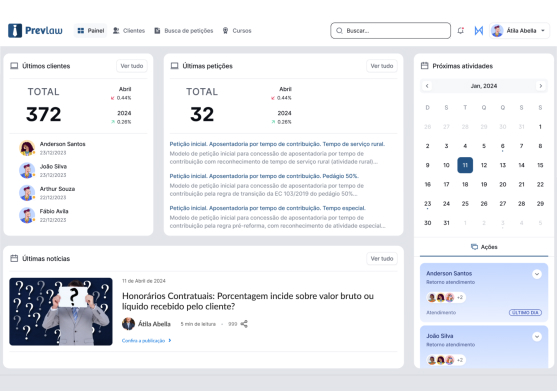 Prevlaw
Painel
Clientes
Busca de petições
Cursos
Buscar...
Átila Abella
Últimos clientes
Ver tudo
TOTAL
372
Abril
0.44%
2024
0.26%
Anderson Santos
23/12/2023
João Silva
23/12/2023
Arthur Souza
22/12/2023
Fábio Avila
22/12/2023
Últimas petições
Ver tudo
TOTAL
32
Abril
0.44%
2024
0.26%
Petição inicial. Aposentadoria por tempo de contribuição. Tempo de serviço rural.
Modelo de petição inicial para concessão de aposentadoria por tempo de
contribuição com reconhecimento de tempo de serviço rural (atividade rural)...
Petição inicial. Aposentadoria por tempo de contribuição. Pedágio 50%.
Modelo de petição inicial para concessão de aposentadoria por tempo de
contribuição pela regra de transição da EC 103/2019 do pedágio 50%...
Petição inicial. Aposentadoria por tempo de contribuição. Tempo especial.
Modelo de petição inicial para concessão de aposentadoria por tempo de
contribuição pela regra pré-reforma, com reconhecimento de atividade especial...
Últimas notícias
Ver tudo
? ? ? ?
11 de Abril de 2024
Honorários Contratuais: Porcentagem incide sobre valor bruto ou
líquido recebido pelo cliente?
Átila Abella
5 min de leitura
590
Confira a publicação
Próximas atividades
Jan, 2024
D S T Q Q S S
26 27 28 29 30 31 1
2 3 4 5 6 7 8
9 10 11 12 13 14 15
16 17 18 19 20 21 22
23 24 25 26 27 28 29
30 31 1 2 3 4 5
Ações
Anderson Santos
Retorno atendimento
+2
Atendimento
ÚLTIMO DIA
João Silva
Retorno atendimento
+2